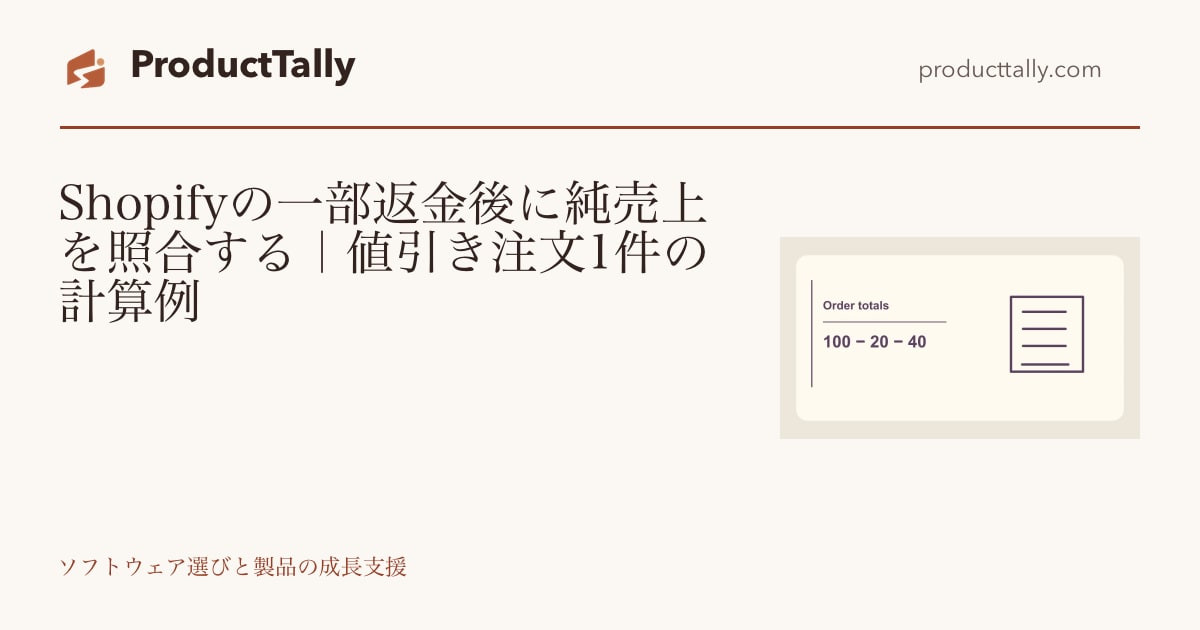 ProductTally
producttally.com
Shopifyの一部返金後に純売上
を照合する｜値引き注文1件の
計算例
Order totals
100 − 20 − 40
ソフトウェア選びと製品の成長支援